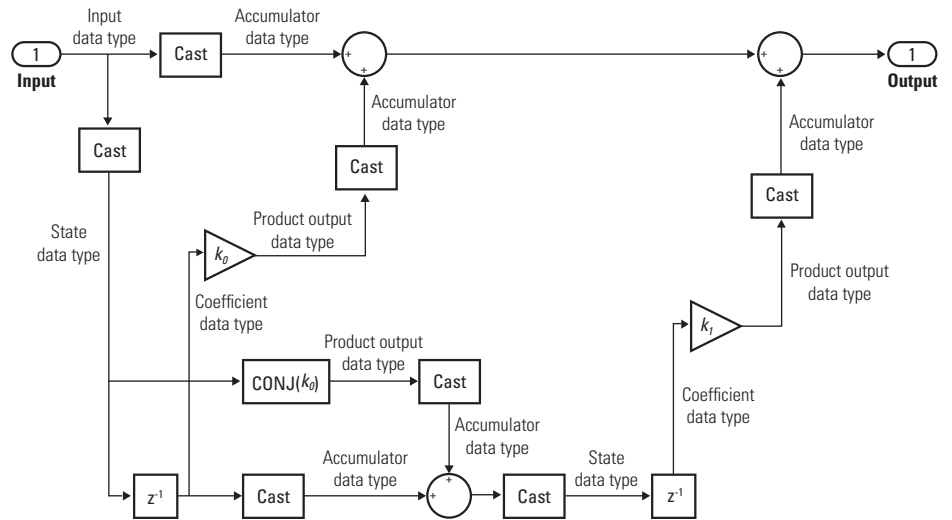 Input
data type
Accumulator
data type
1
Input
Cast
+
+
+
+
1
Output
Cast
Accumulator
data type
Cast
Accumulator
data type
Cast
State
data type
Product output
data type
k0
Coefficient
data type
Product output
data type
k1
Product output
data type
CONJ(k0)
Cast
Coefficient
data type
Accumulator
data type
Accumulator
data type
State
data type
z-1
Cast
+
+
Cast
z-1